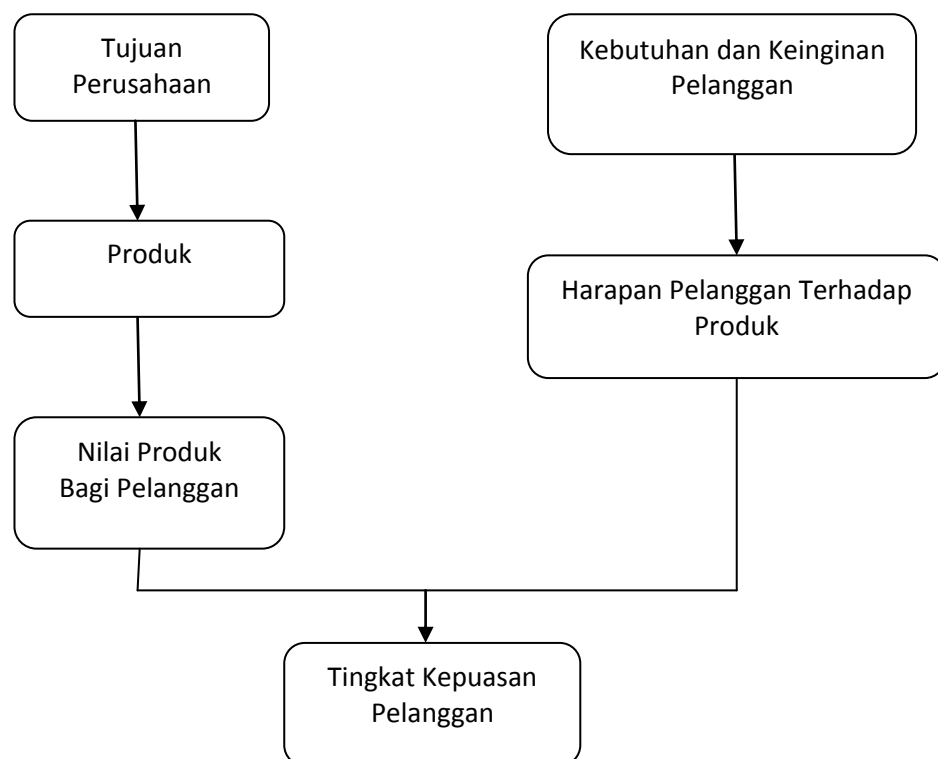 Tujuan
Perusahaan
Kebutuhan dan Keinginan
Pelanggan
Produk
Harapan Pelanggan Terhadap
Produk
Nilai Produk
Bagi Pelanggan
Tingkat Kepuasan
Pelanggan